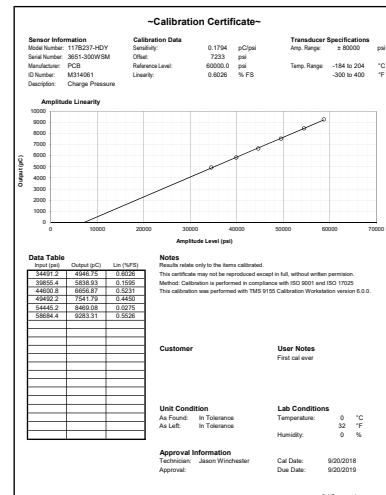 ~Calibration Certificate~
Sensor Information
Model Number: 117B237-HDY
Serial Number: 3651-300WSM
Manufacturer: PCB
ID Number: M314061
Description: Charge Pressure
Calibration Data
Sensitivity: 0.1794 pC/psi
Offset: 7233 psi
Reference Level: 60000.0 psi
Linearity: 0.6026 % FS
Transducer Specifications
Amp. Range: ± 80000 psi
Temp. Range: -184 to 204 °C
-300 to 400 °F
Amplitude Linearity
Output (pC)
10000
9000
8000
7000
6000
5000
4000
3000
2000
1000
0
0 10000 20000 30000 40000 50000 60000 70000
Amplitude Level (psi)
Data Table
Input (psi) Output (pC) Lin (%FS)
34491.2 4946.75 0.6026
39855.4 5838.93 0.1595
44600.8 6656.87 0.5231
49492.2 7541.79 0.4450
54445.2 8469.08 0.0275
58684.4 9283.31 0.5526
Notes
Results relate only to the items calibrated.
This certificate may not be reproduced except in full, without written permission.
Method: Calibration is performed in compliance with ISO 9001 and ISO 17025
This calibration was performed with TMS 9155 Calibration Workstation version 6.0.0.
Customer
User Notes
First cal ever
Unit Condition
As Found: In Tolerance
As Left: In Tolerance
Lab Conditions
Temperature: 0 °C
32 °F
Humidity: 0 %
Approval Information
Technician: Jason Winchester
Approval:
Cal Date: 9/20/2018
Due Date: 9/20/2019